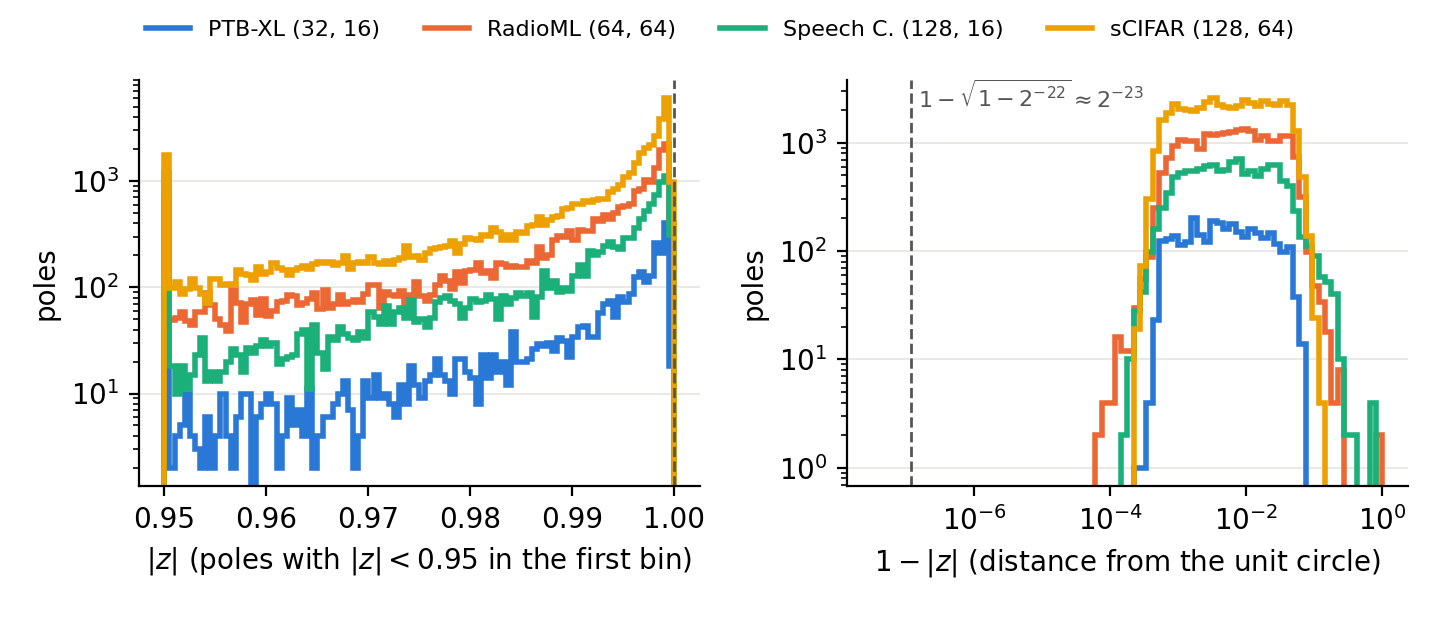 PTB-XL (32, 16) RadioML (64, 64) Speech C. (128, 16) sCIFAR (128, 64)
poles
10³
10²
10¹
0.95 0.96 0.97 0.98 0.99 1.00
|z| (poles with |z| < 0.95 in the first bin)
1 − √1 − 2⁻²² ≈ 2⁻²³
poles
10³
10²
10¹
10⁰
10⁻⁶ 10⁻⁴ 10⁻² 10⁰
1 − |z| (distance from the unit circle)